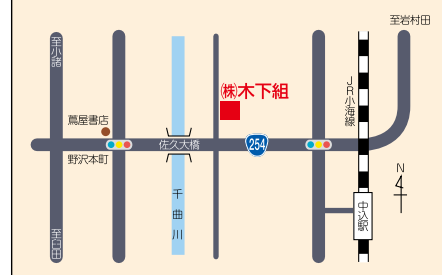 至岩村田
至小諸
㈱木下組
JR小海線
蔦屋書店
佐久大橋
254
野沢本町
N
千曲川
中込駅
至臼田